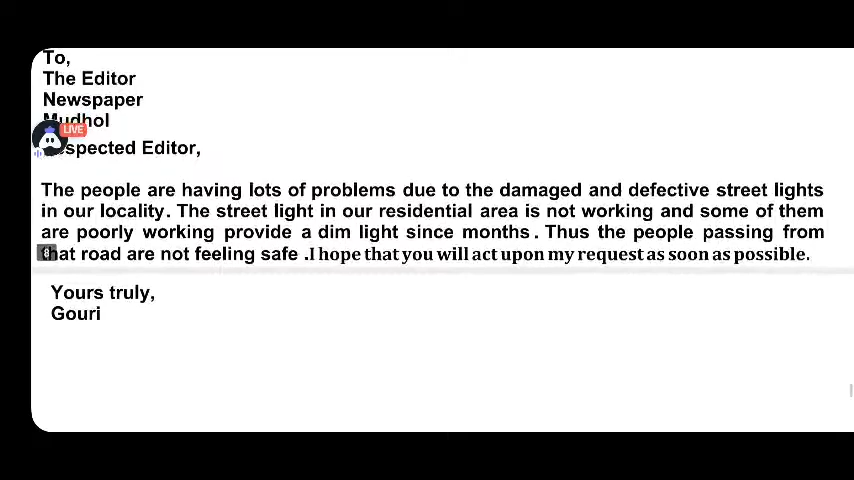 To,
The Editor
Newspaper
Mudhol
LIVE
spected Editor,
The people are having lots of problems due to the damaged and defective street lights
in our locality. The street light in our residential area is not working and some of them
are poorly working provide a dim light since months. Thus the people passing from
that road are not feeling safe .I hope that you will act upon my request as soon as possible.
Yours truly,
Gouri